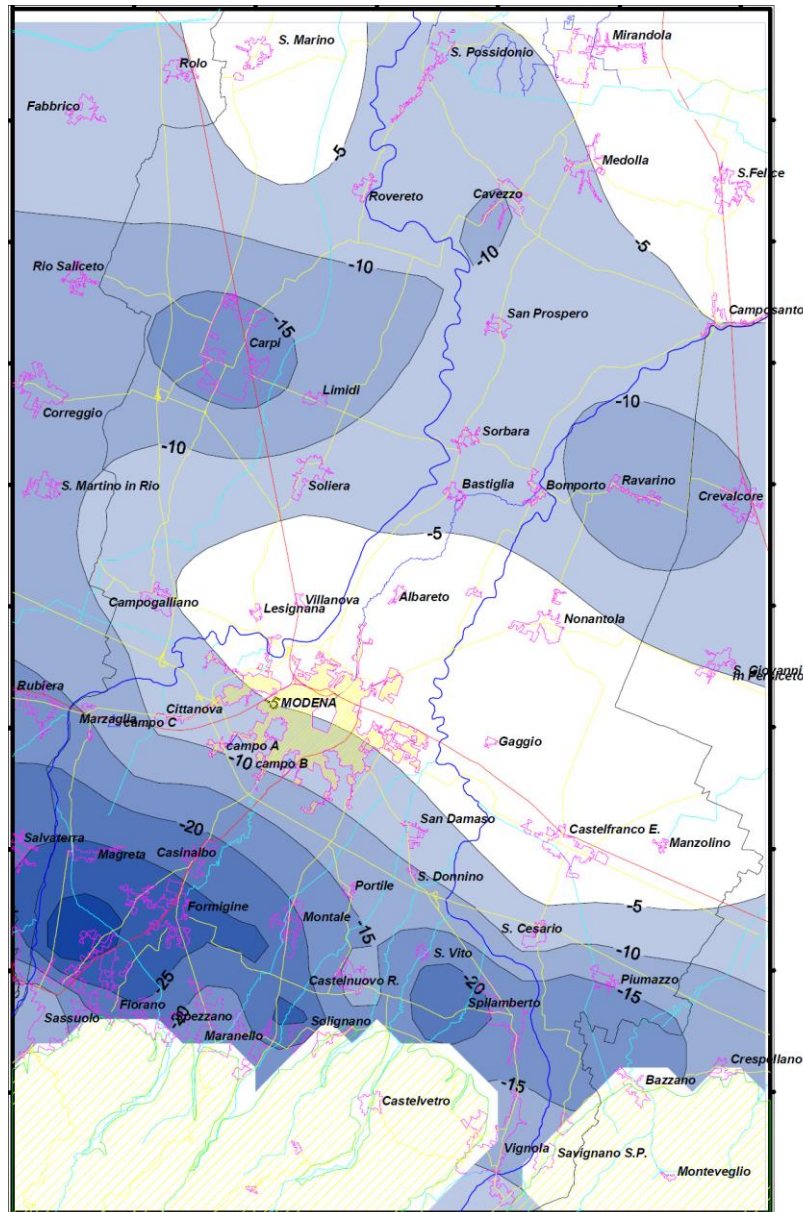 S. Marino
Mirandola
S. Possidonio
Rolo
Fabbrico
-5
Medolla
S.Felice
Rovereto
Cavezzo
-5
-10
-10
Rio Saliceto
Camposanto
-15
San Prospero
Carpi
Limidi
-10
Correggio
Sorbara
-10
S. Martino in Rio
Soliera
Bastiglia
Bomporto
Ravarino
Crevalcore
-5
Campogalliano
Lesignana
Villanova
Albareto
Nonantola
S. Giovanni
in Persiceto
Rubiera
Cittanova
-5
MODENA
Marzaglia
campo C
campo A
Gaggio
-10
campo B
-20
San Damaso
Castelfranco E.
Salvaterra
Manzolino
Magreta
Casinalbo
S. Donnino
Portile
Formigine
-5
Montale
-15
S. Cesario
-10
S. Vito
-25
Castelnuovo R.
-20
Piumazzo
-15
Fiorano
Spilamberto
Sassuolo
Spezzano
Solignano
Maranello
Crespellano
-15
Bazzano
Castelvetro
Vignola
Savignano S.P.
Monteveglio